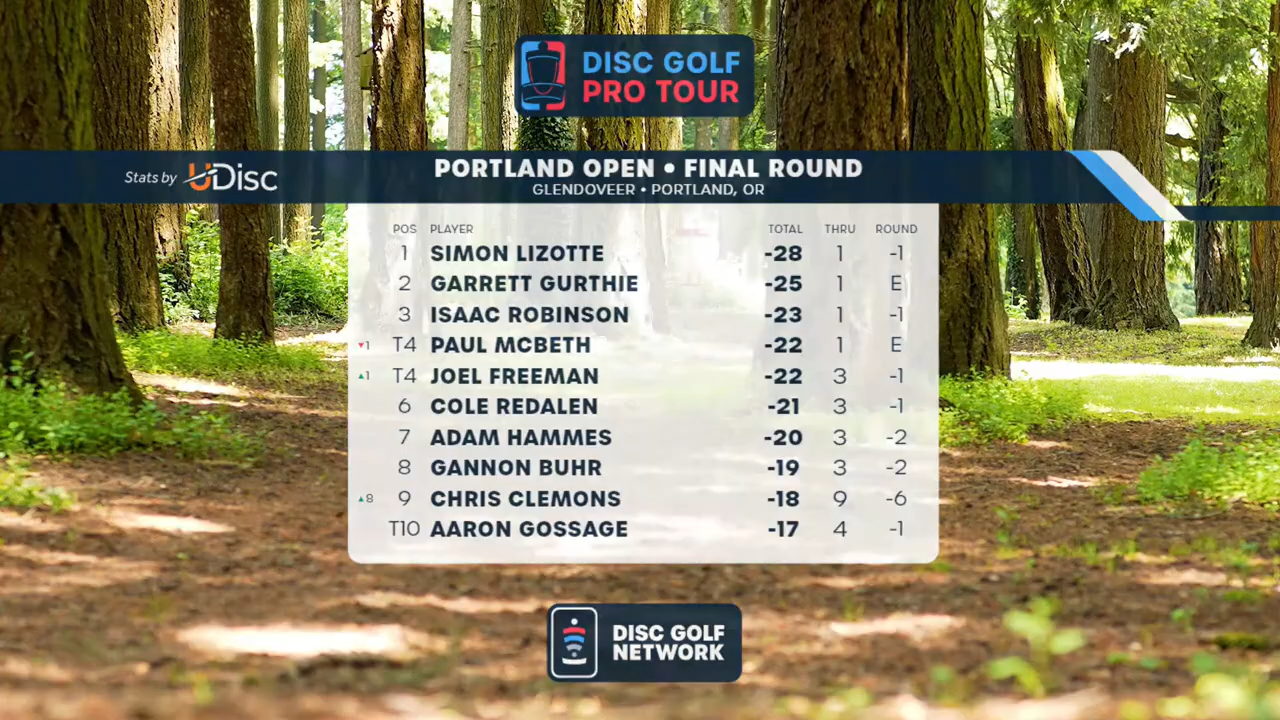 DISC GOLF
PRO TOUR
Stats by UDisc
PORTLAND OPEN • FINAL ROUND
GLENDOVEER • PORTLAND, OR
POS PLAYER TOTAL THRU ROUND
1 SIMON LIZOTTE -28 1 -1
2 GARRETT GURTHIE -25 1 E
3 ISAAC ROBINSON -23 1 -1
▼1 T4 PAUL MCBETH -22 1 E
▲1 T4 JOEL FREEMAN -22 3 -1
6 COLE REDALEN -21 3 -1
7 ADAM HAMMES -20 3 -2
8 GANNON BUHR -19 3 -2
▲8 9 CHRIS CLEMONS -18 9 -6
T10 AARON GOSSAGE -17 4 -1
DISC GOLF
NETWORK